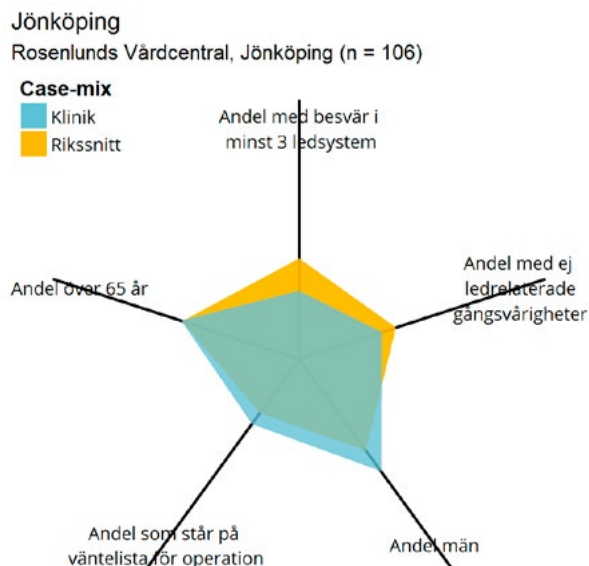 Jönköping
Rosenlunds Vårdcentral, Jönköping (n = 106)
Case-mix
Klinik
Rikssnitt
Andel med besvär i
minst 3 ledsystem
Andel med ej
ledrelaterade
gångsvårigheter
Andel över 65 år
Andel som står på
väntelista för operation
Andel män